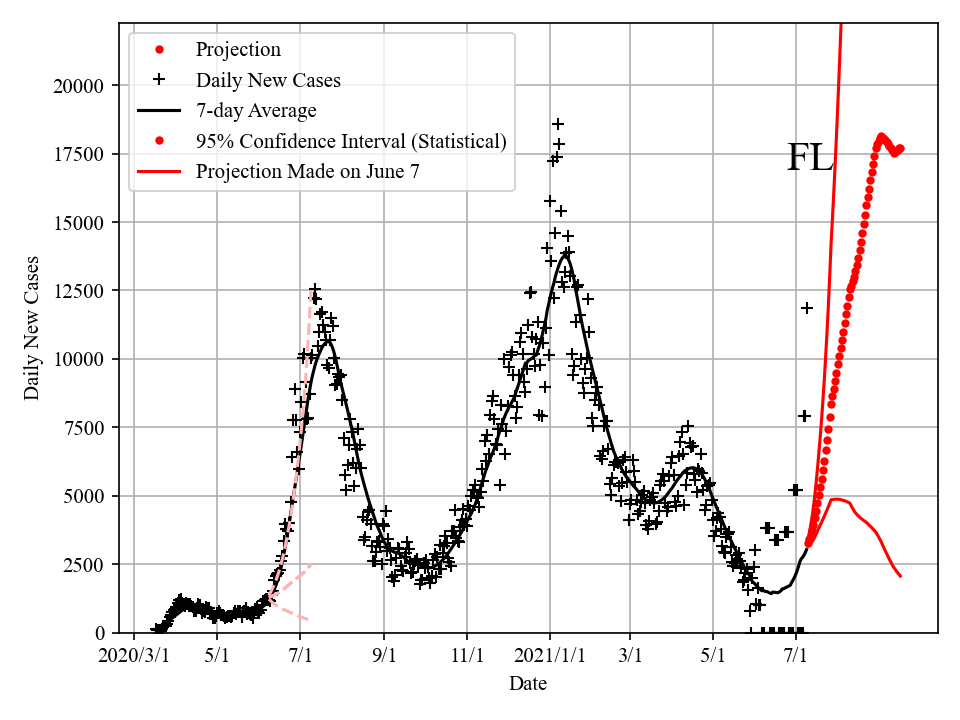 Projection
Daily New Cases
7-day Average
95% Confidence Interval (Statistical)
Projection Made on June 7
FL
Daily New Cases
20000
17500
15000
12500
10000
7500
5000
2500
0
2020/3/1 5/1 7/1 9/1 11/1 2021/1/1 3/1 5/1 7/1
Date